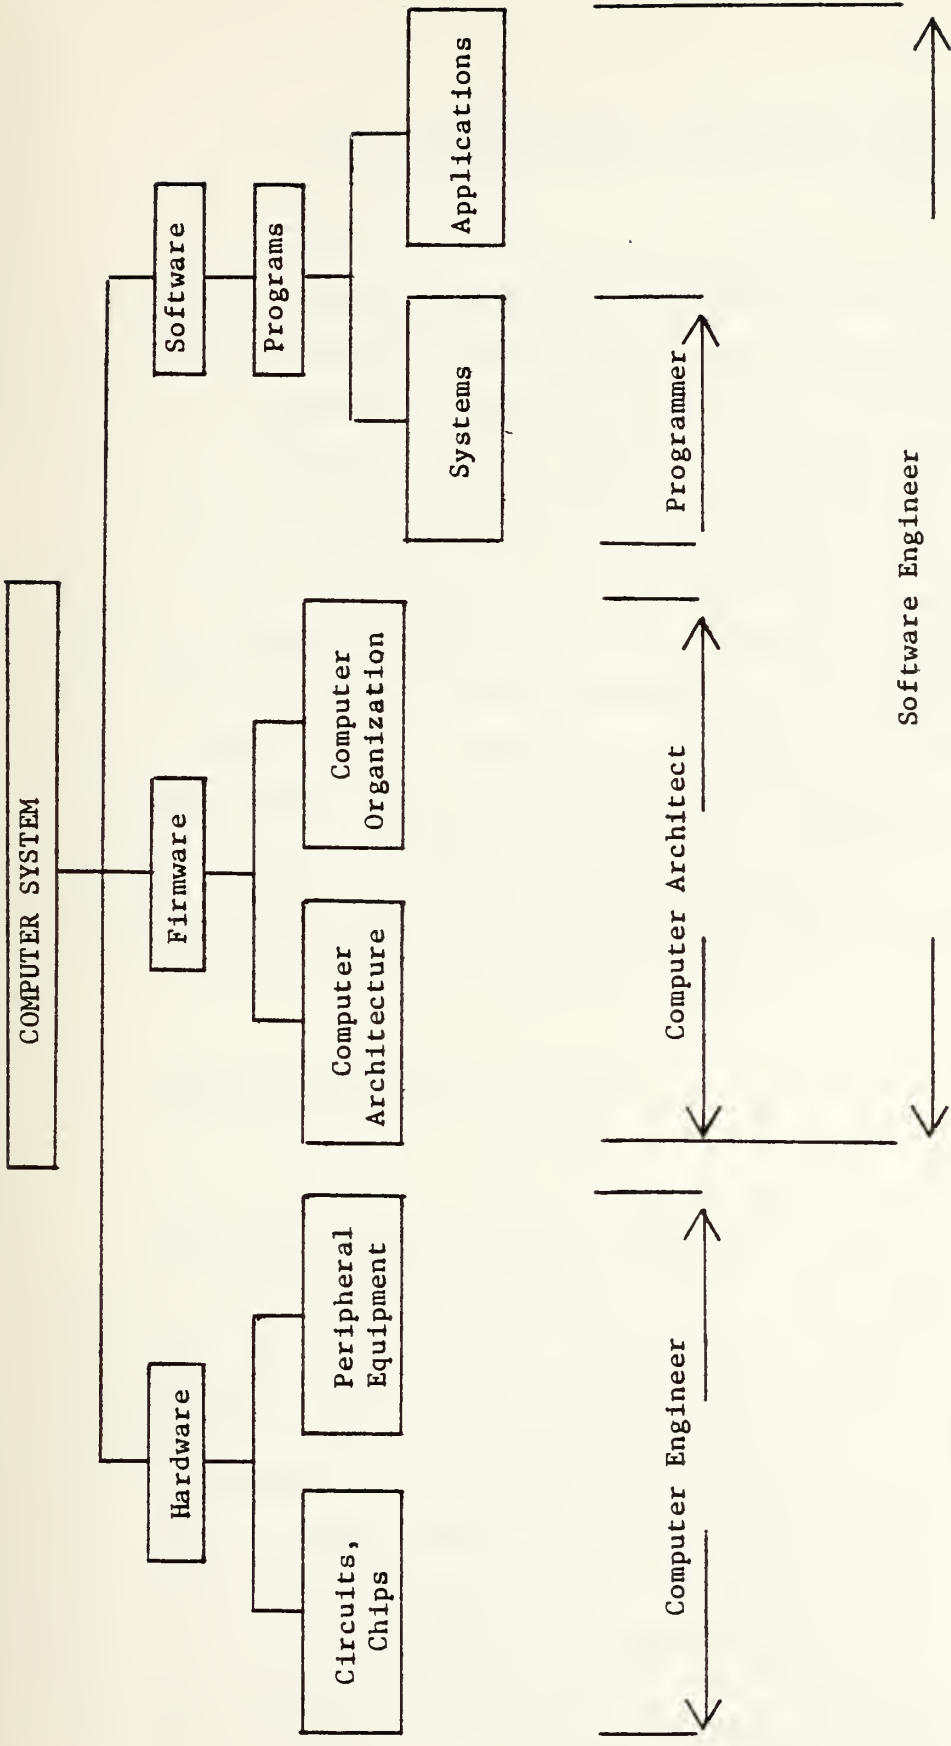 COMPUTER SYSTEM
Hardware
Firmware
Software
Programs
Circuits,
Chips
Peripheral
Equipment
Computer
Architecture
Computer
Organization
Systems
Applications
Computer Engineer
Computer Architect
Programmer
Software Engineer